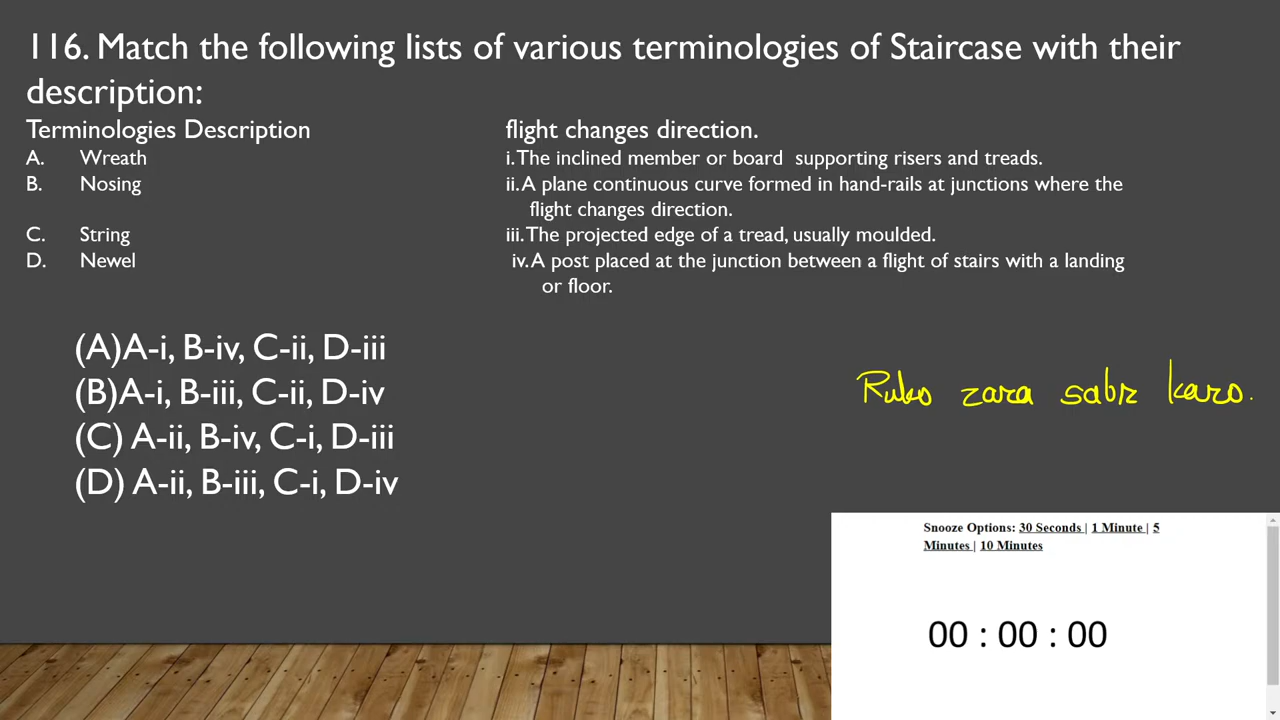 116. Match the following lists of various terminologies of Staircase with their
description:
Terminologies Description
A. Wreath
B. Nosing
C. String
D. Newel
flight changes direction.
i.The inclined member or board supporting risers and treads.
ii.A plane continuous curve formed in hand-rails at junctions where the
flight changes direction.
iii.The projected edge of a tread, usually moulded.
iv.A post placed at the junction between a flight of stairs with a landing
or floor.
(A)A-i, B-iv, C-ii, D-iii
(B)A-i, B-iii, C-ii, D-iv
(C) A-ii, B-iv, C-i, D-iii
(D) A-ii, B-iii, C-i, D-iv
Ruko zara sabr karo.
Snooze Options: 30 Seconds | 1 Minute | 5
Minutes | 10 Minutes
00 : 00 : 00